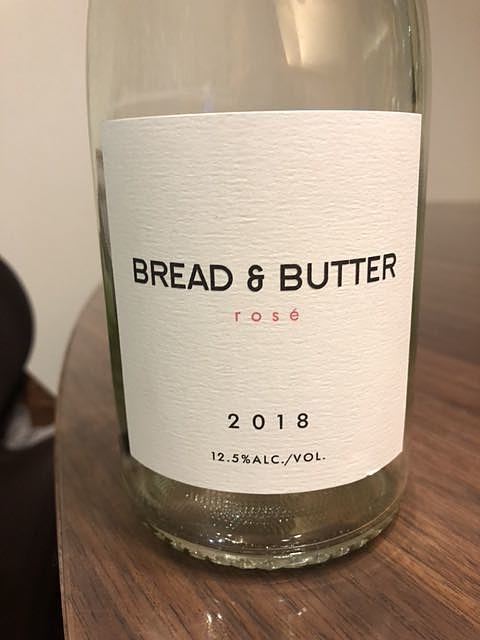 BREAD & BUTTER
rosé
2018
12.5%ALC./VOL.